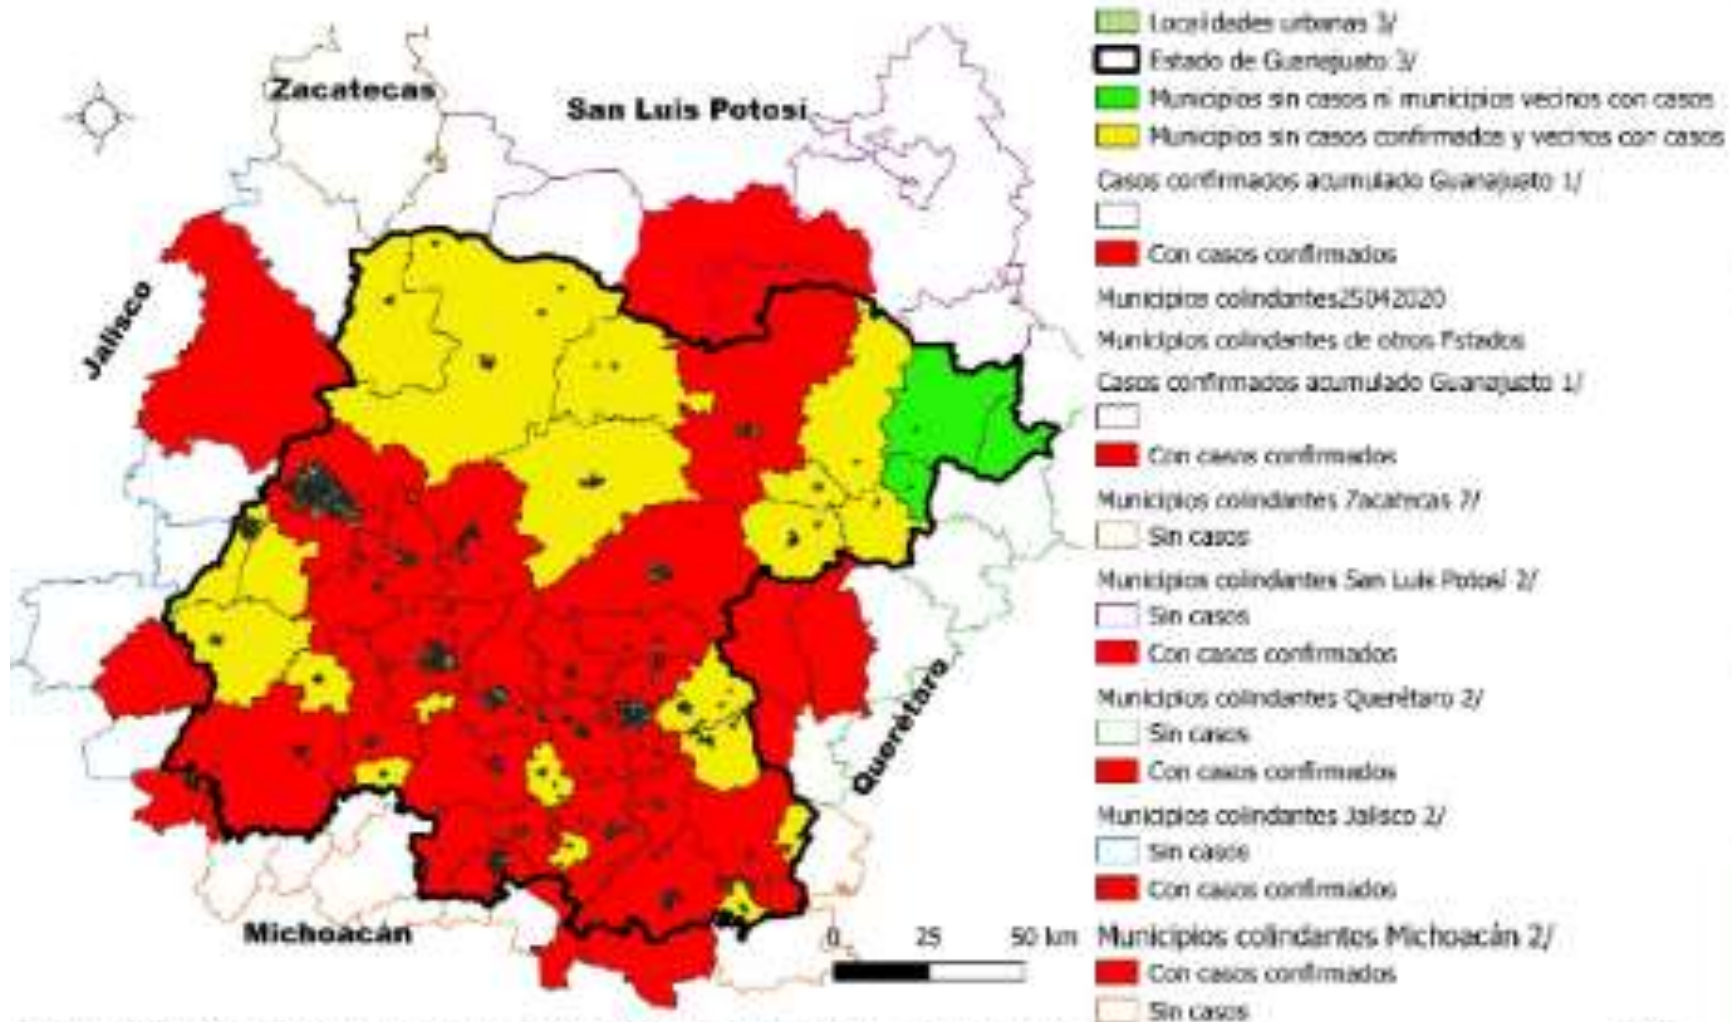 Zacatecas
San Luis Potosí
Jalisco
Querétaro
Michoacán
0 25 50 km
Localidades urbanas 3/
Estado de Guanajuato 3/
Municipios sin casos ni municipios vecinos con casos
Municipios sin casos confirmados y vecinos con casos
Casos confirmados acumulado Guanajuato 1/
Con casos confirmados
Municipios colindantes25042020
Municipios colindantes de otros Estados
Casos confirmados acumulado Guanajuato 1/
Con casos confirmados
Municipios colindantes Zacatecas 2/
Sin casos
Municipios colindantes San Luis Potosí 2/
Sin casos
Con casos confirmados
Municipios colindantes Querétaro 2/
Sin casos
Con casos confirmados
Municipios colindantes Jalisco 2/
Sin casos
Con casos confirmados
Municipios colindantes Michoacán 2/
Con casos confirmados
Sin casos